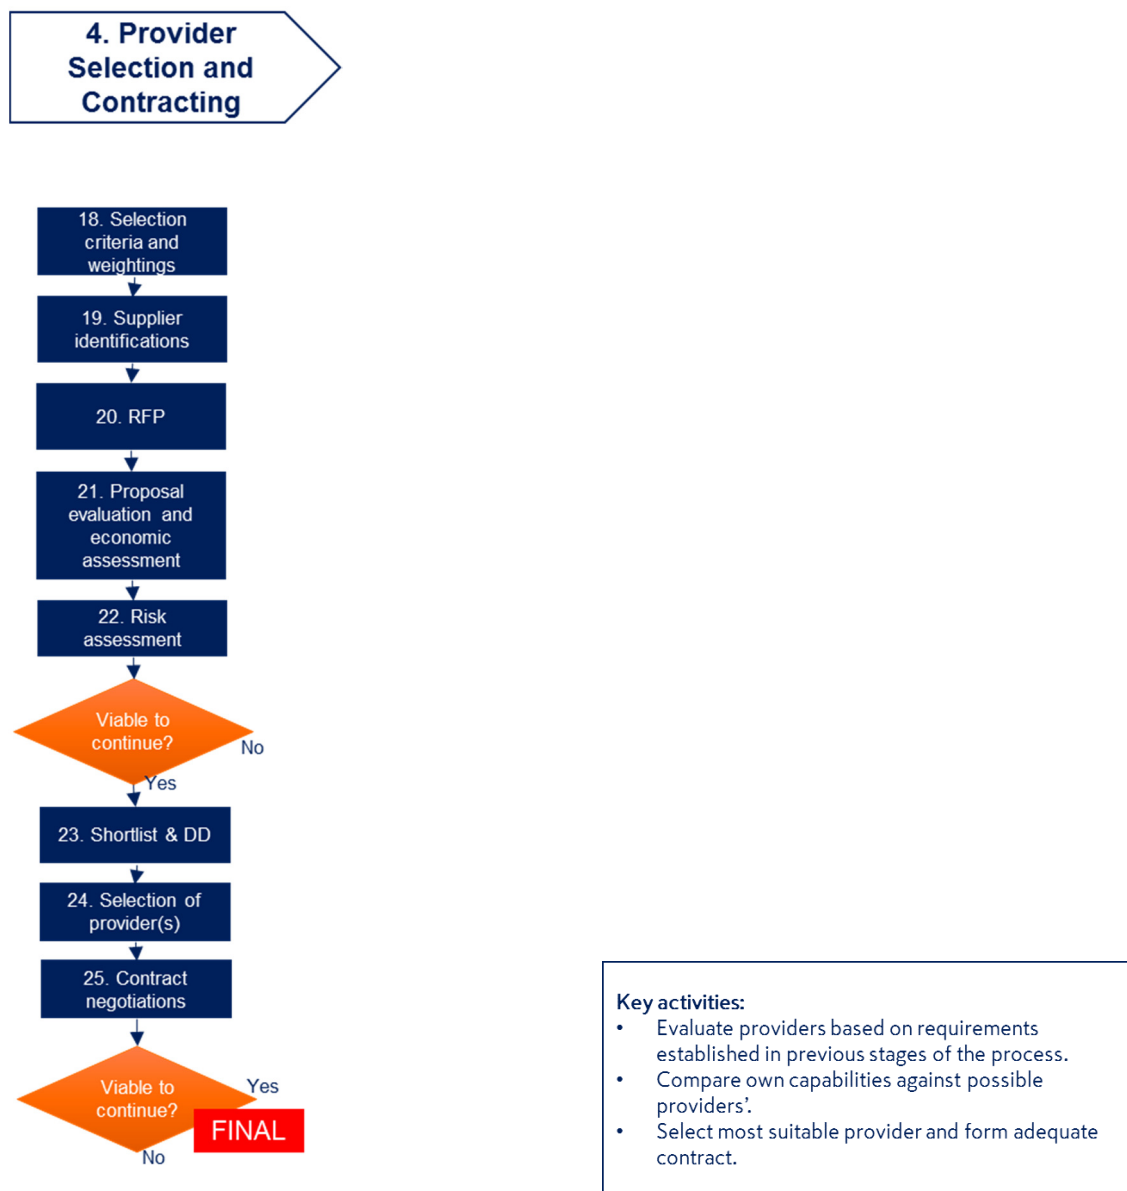 4. Provider
Selection and
Contracting
18. Selection
criteria and
weightings
19. Supplier
identifications
20. RFP
21. Proposal
evaluation and
economic
assessment
22. Risk
assessment
Viable to
continue?
No
Yes
23. Shortlist & DD
24. Selection of
provider(s)
25. Contract
negotiations
Viable to
continue?
Yes
FINAL
No
Key activities:
• Evaluate providers based on requirements
established in previous stages of the process.
• Compare own capabilities against possible
providers’.
• Select most suitable provider and form adequate
contract.